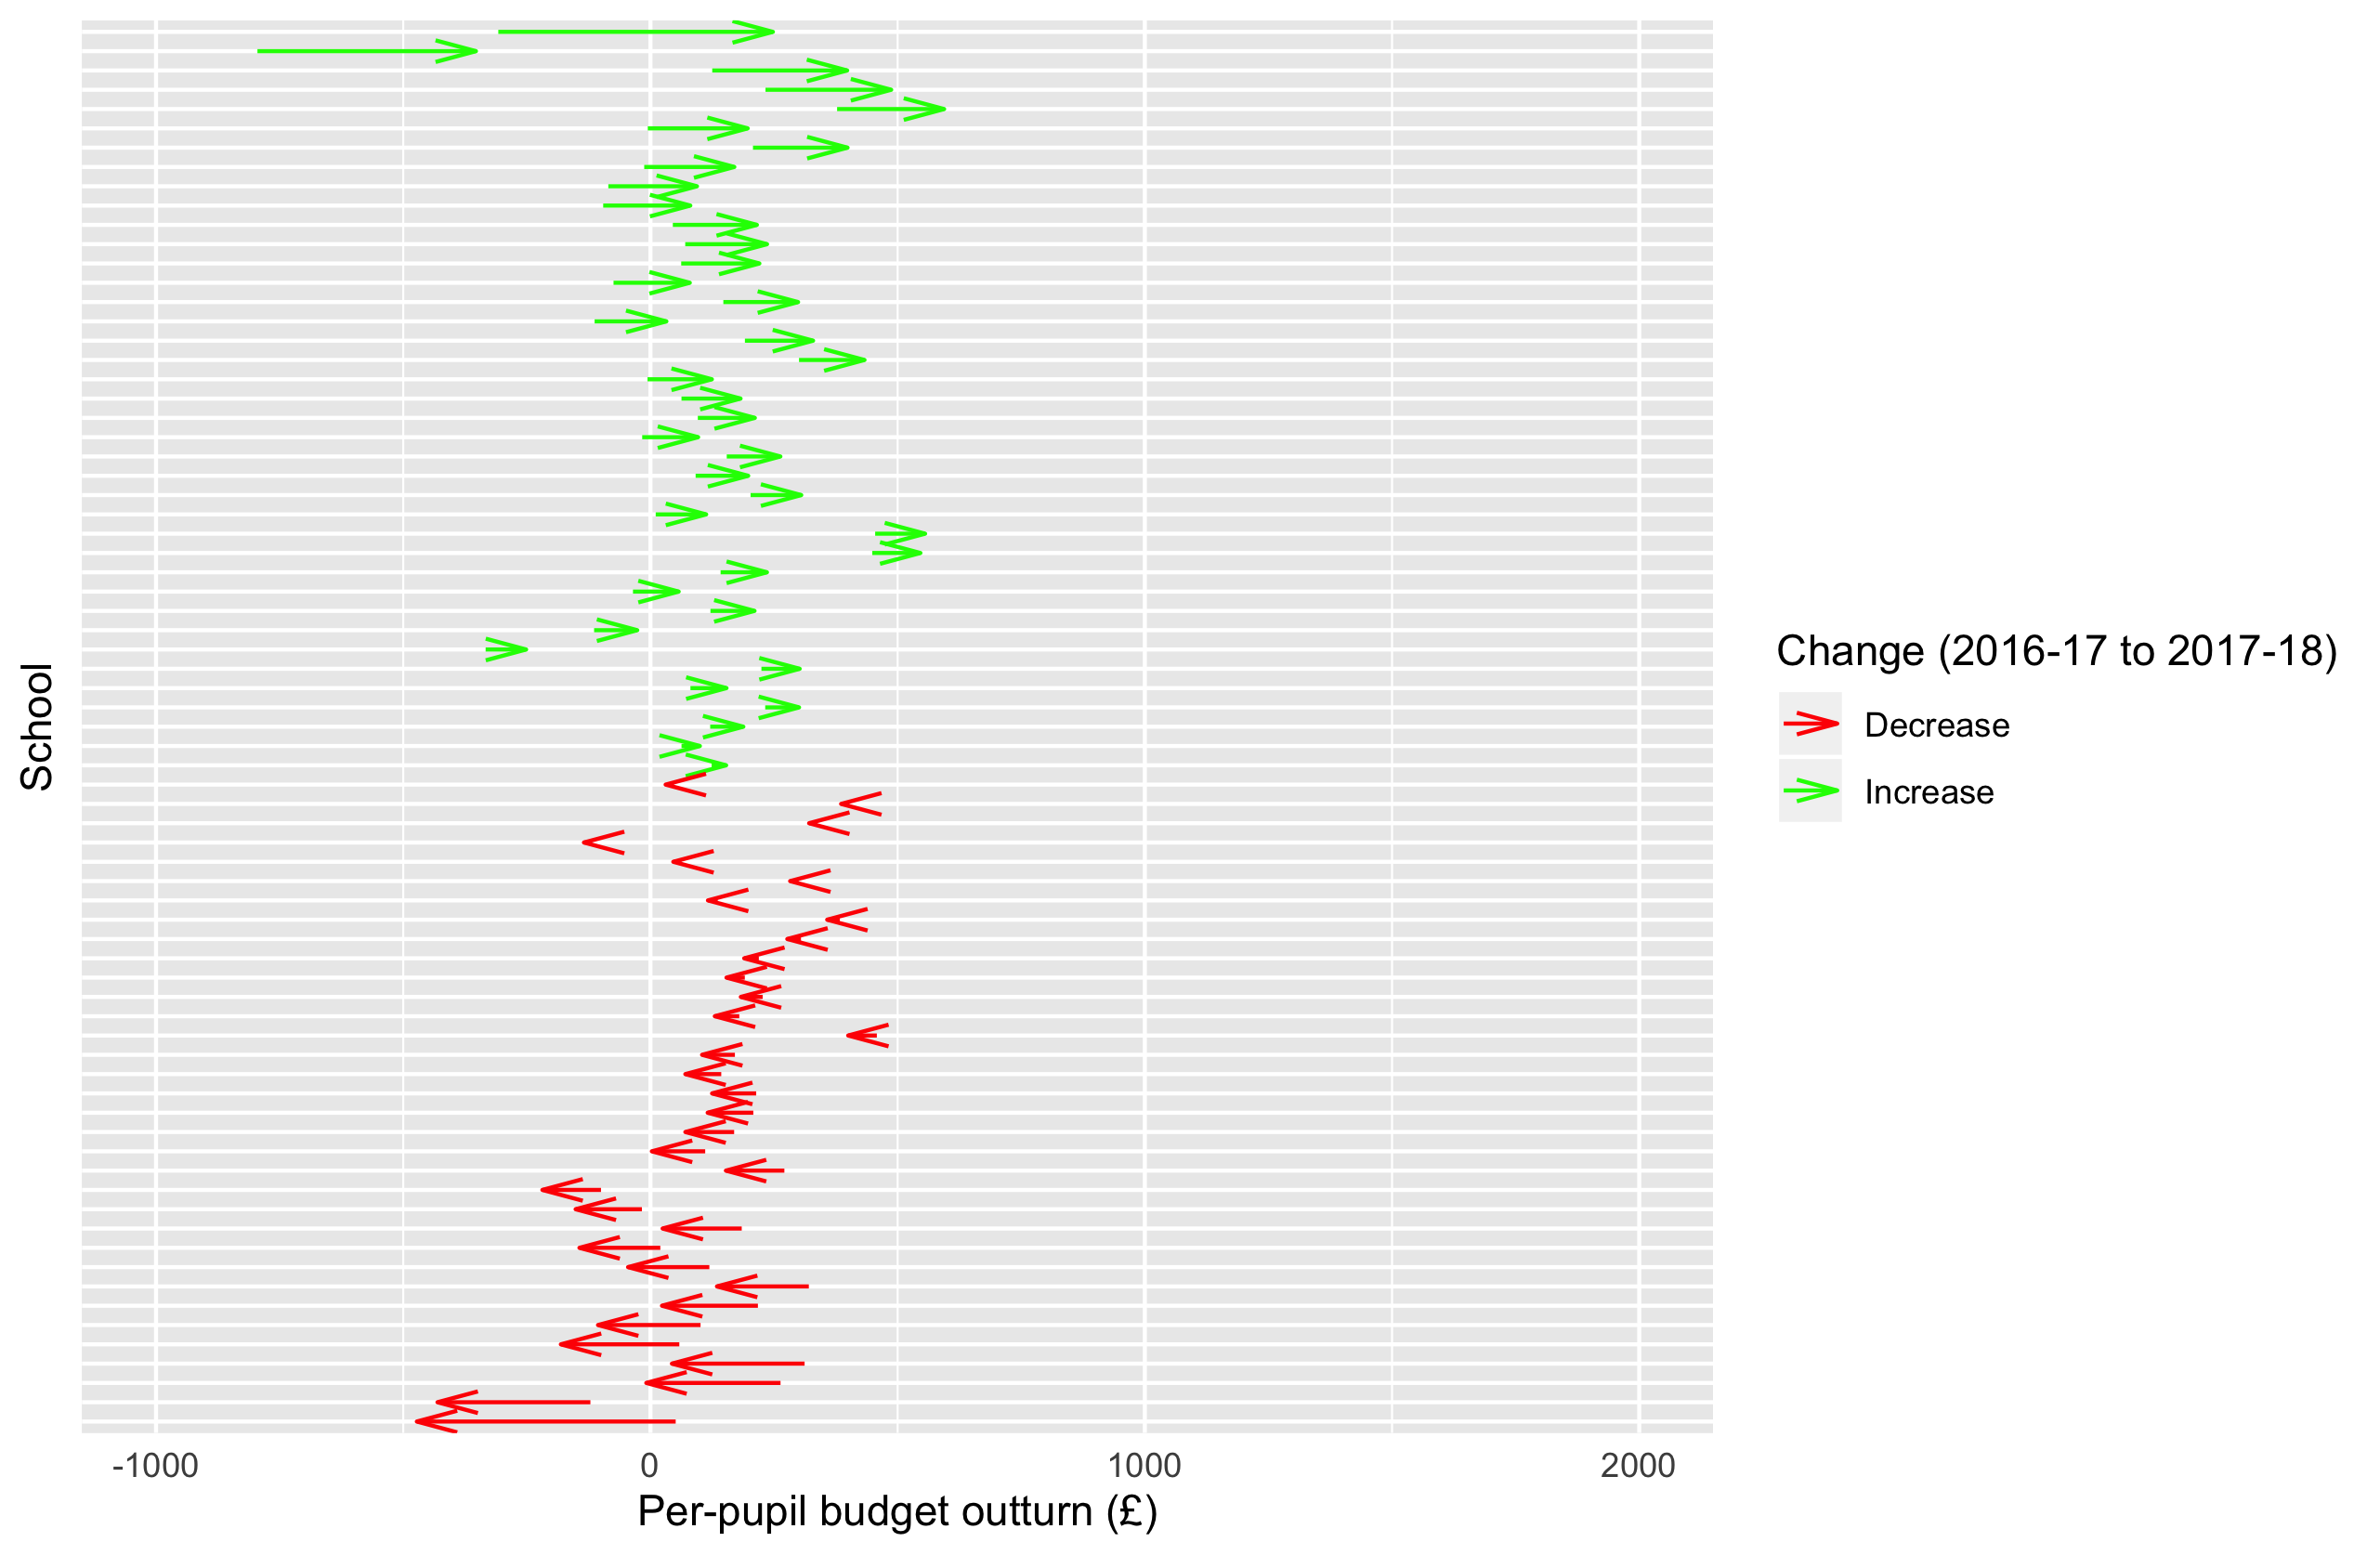 School
-1000
0
1000
2000
Per-pupil budget outturn (£)
Change (2016-17 to 2017-18)
Decrease
Increase